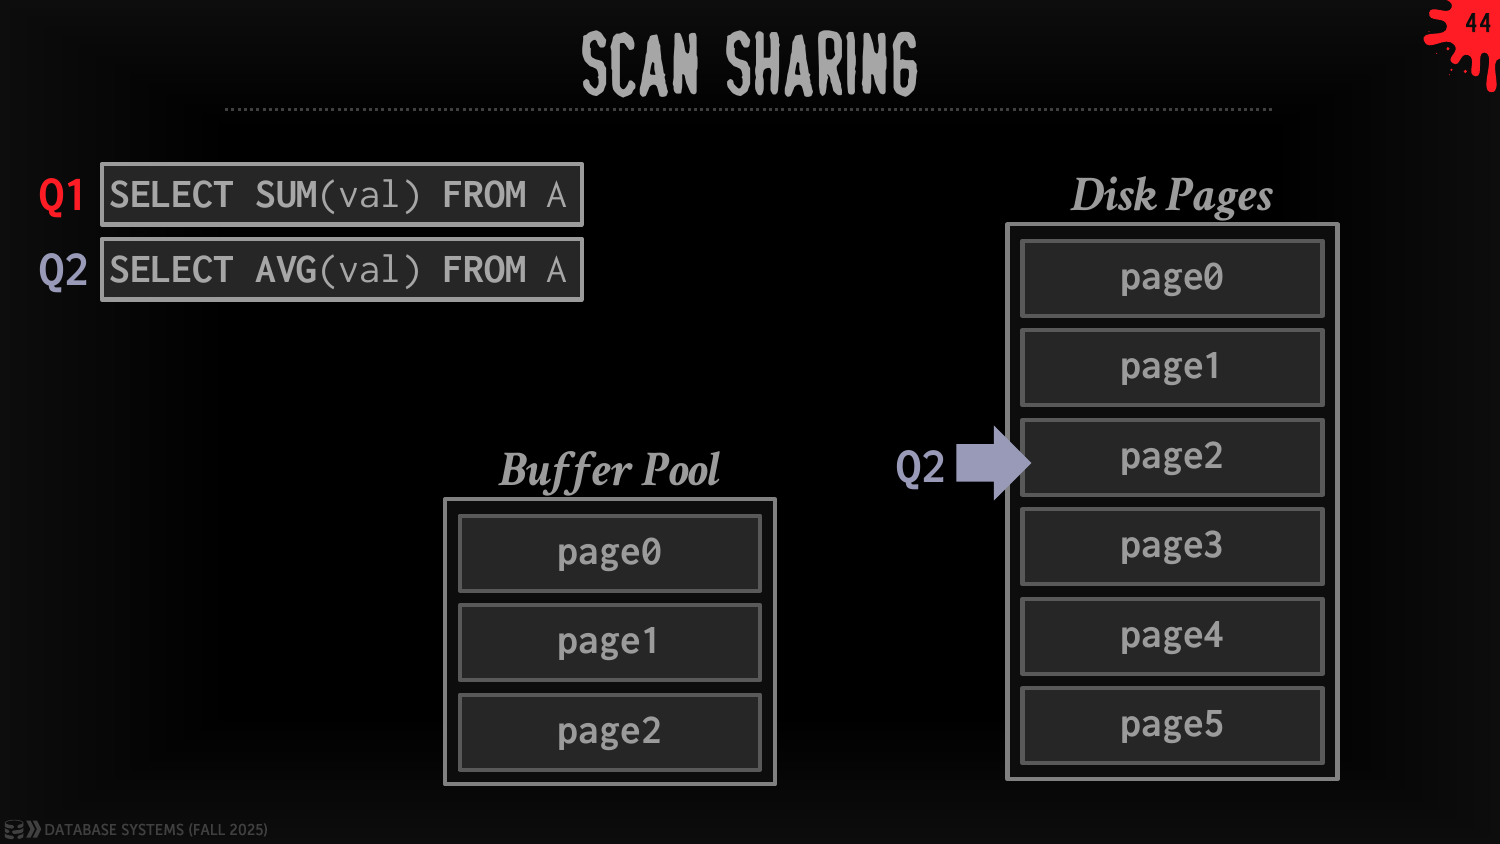 44
SCAN SHARING
Q1 SELECT SUM(val) FROM A
Q2 SELECT AVG(val) FROM A
Disk Pages
page0
page1
Q2 page2
page3
page4
page5
Buffer Pool
page0
page1
page2
DATABASE SYSTEMS (FALL 2025)